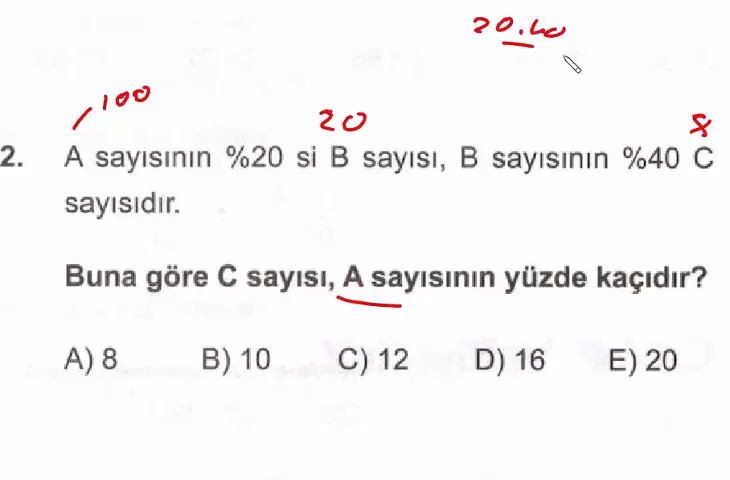 20.40
100
20
8
2. A sayısının %20 si B sayısı, B sayısının %40 C
sayısıdır.
Buna göre C sayısı, A sayısının yüzde kaçıdır?
A) 8 B) 10 C) 12 D) 16 E) 20